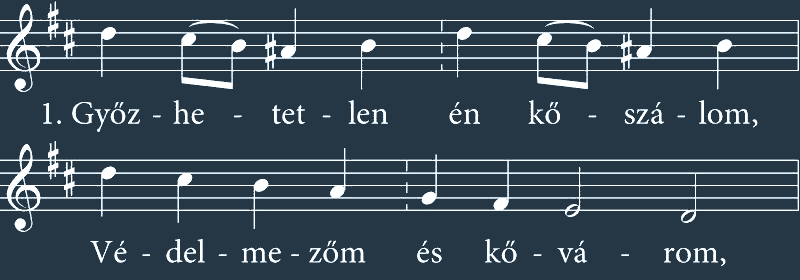 1. Győz - he - tet - len én kő - szá - lom,
Vé - del - me - zőm és kő - vá - rom,